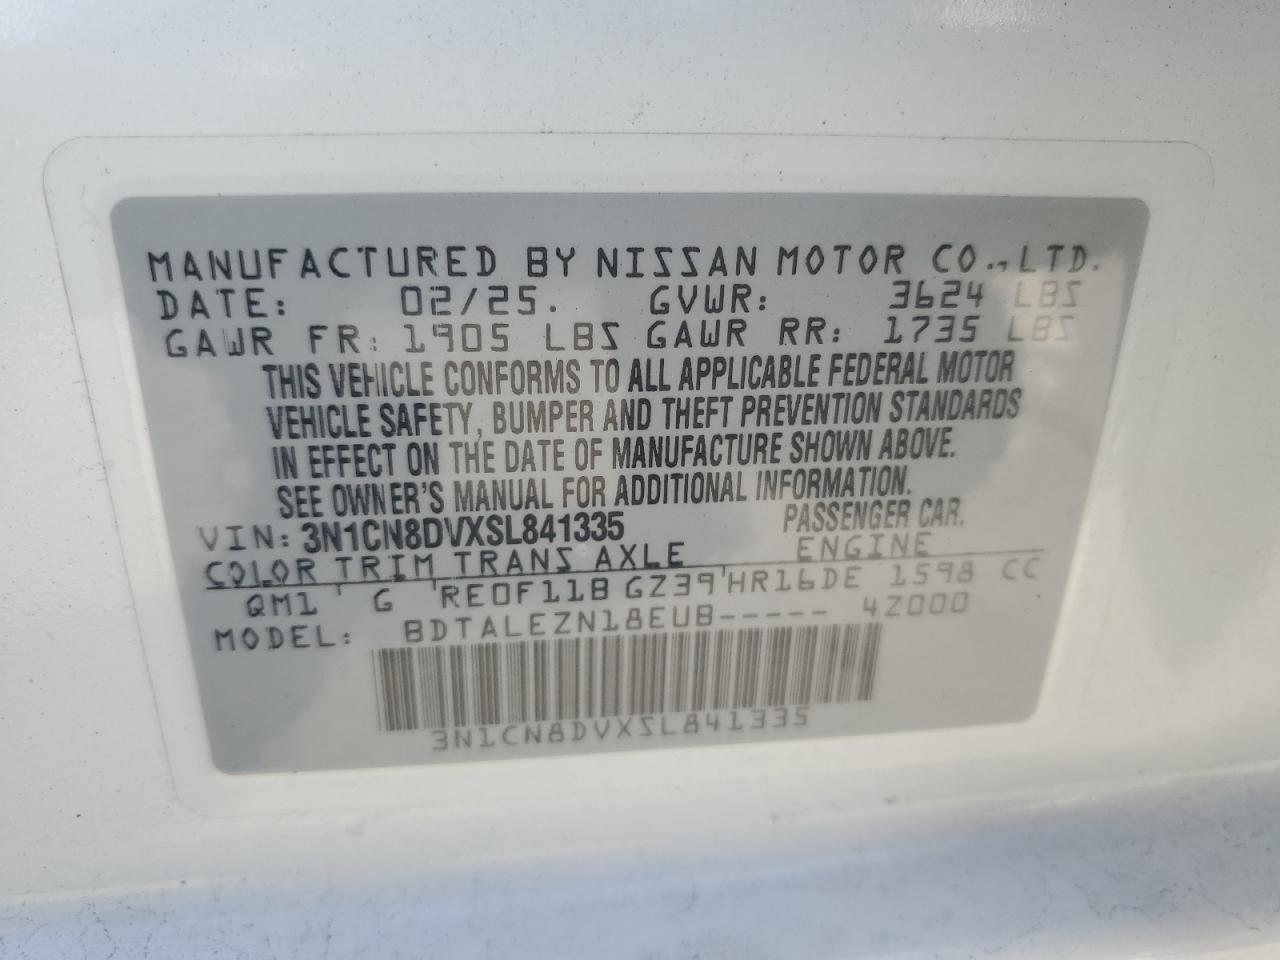 MANUFACTURED BY NISSAN MOTOR CO., LTD.
DATE: 02/25. GVWR: 3624 LBS
GAWR FR: 1905 LBS GAWR RR: 1735 LBS
THIS VEHICLE CONFORMS TO ALL APPLICABLE FEDERAL MOTOR
VEHICLE SAFETY, BUMPER AND THEFT PREVENTION STANDARDS
IN EFFECT ON THE DATE OF MANUFACTURE SHOWN ABOVE.
SEE OWNER'S MANUAL FOR ADDITIONAL INFORMATION.
VIN: 3N1CN8DVXSL841335 PASSENGER CAR.
COLOR TRIM TRANS AXLE ENGINE
QM1 G RE0F11B GZ39 HR16DE 1598 CC
MODEL: BDTALEZN18EUB----- 4Z000
3N1CN8DVXSL841335